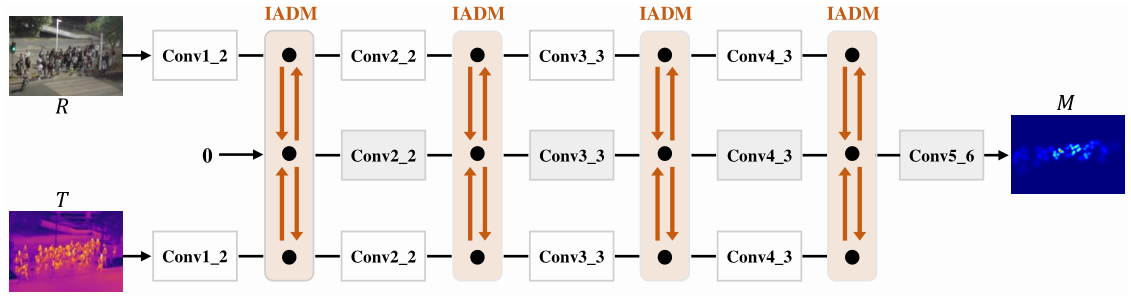 IADM IADM IADM IADM
Conv1_2 Conv2_2 Conv3_3 Conv4_3
R M
0 Conv2_2 Conv3_3 Conv4_3 Conv5_6
T
Conv1_2 Conv2_2 Conv3_3 Conv4_3